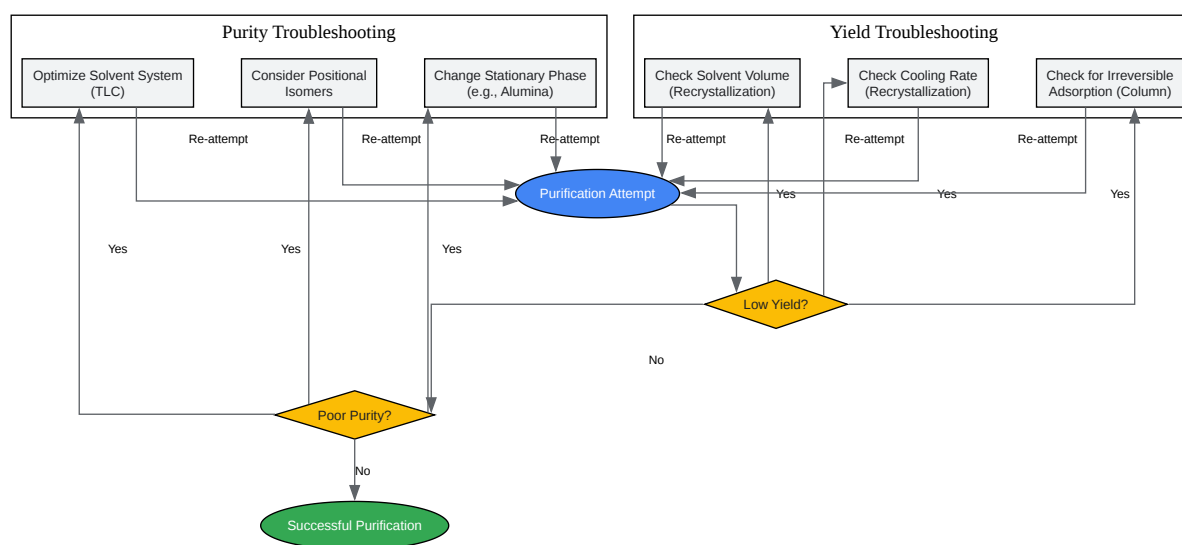 Purity Troubleshooting
Yield Troubleshooting
Optimize Solvent System
(TLC)
Consider Positional
Isomers
Change Stationary Phase
(e.g., Alumina)
Check Solvent Volume
(Recrystallization)
Check Cooling Rate
(Recrystallization)
Check for Irreversible
Adsorption (Column)
Re-attempt
Re-attempt
Re-attempt
Re-attempt
Re-attempt
Re-attempt
Purification Attempt
Yes
Yes
Yes
Yes
Yes
Yes
Low Yield?
No
Poor Purity?
No
Successful Purification